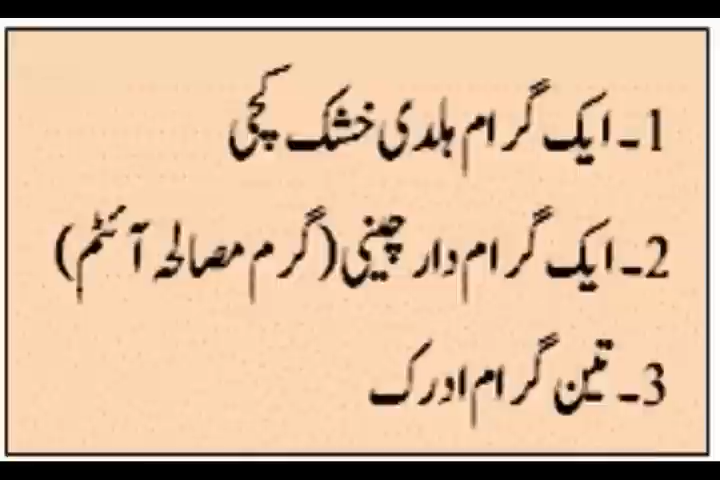 1۔ ایک گرام ہلدی خشک کچی
2۔ ایک گرام دار چینی (گرم مصالحہ آئٹم)
3۔ تین گرام ادرک